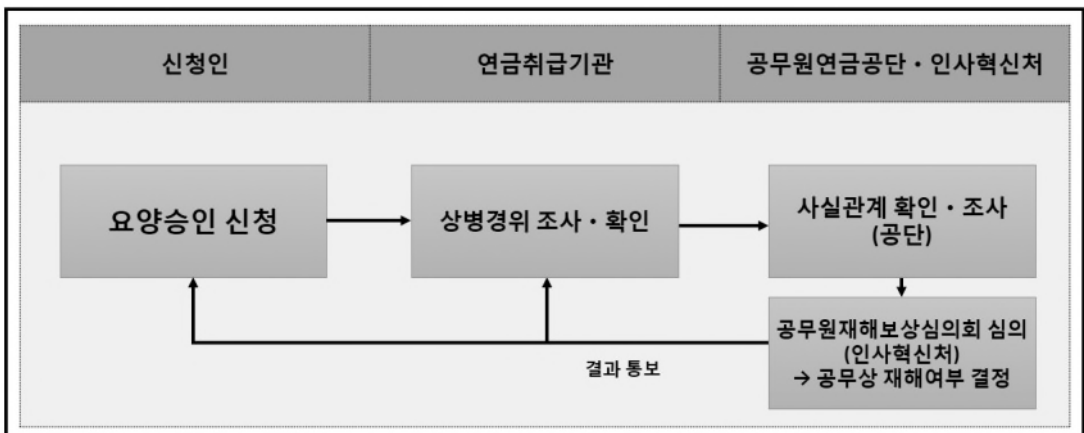 신청인
연금취급기관
공무원연금공단・인사혁신처
요양승인 신청
상병경위 조사・확인
사실관계 확인・조사
(공단)
공무원재해보상심의회 심의
(인사혁신처)
→ 공무상 재해여부 결정
결과 통보